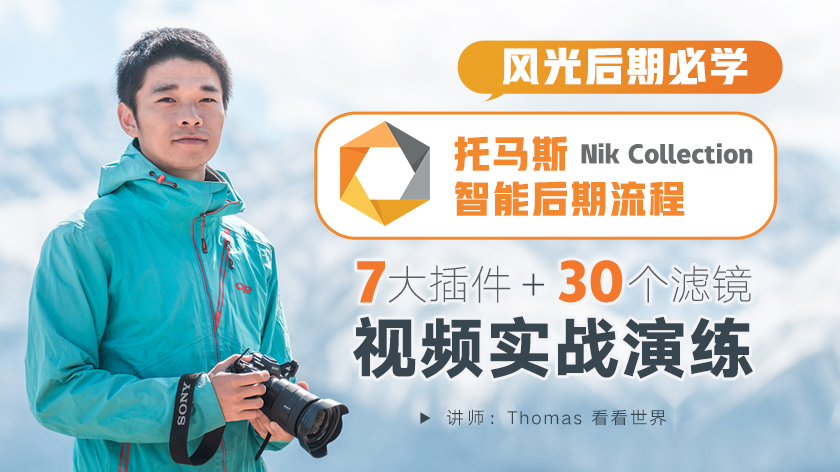 风光后期必学
托马斯 Nik Collection
智能后期流程
7大插件 + 30个滤镜
视频实战演练
讲师：Thomas 看看世界
SONY